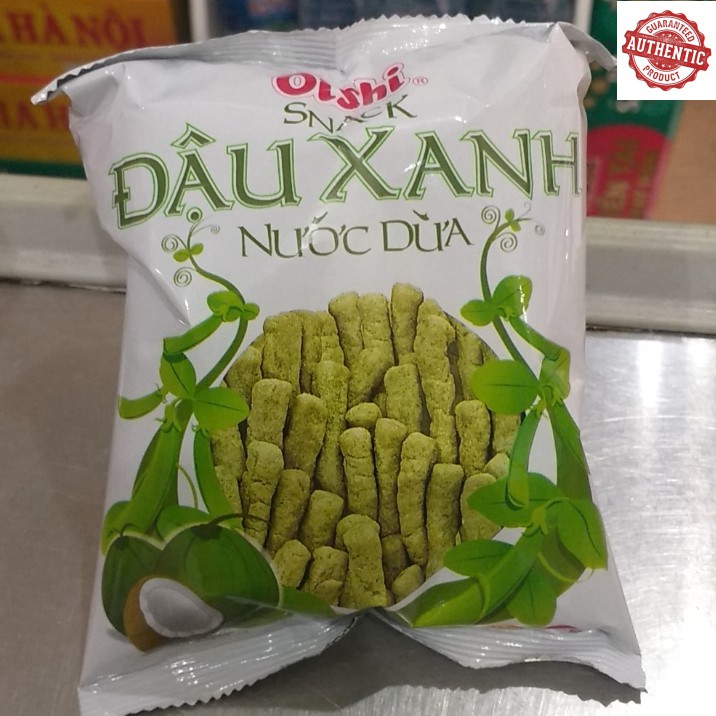 GUARANTEED
AUTHENTIC
PRODUCT
HÀ NỘI
Oishi®
SNACK
ĐẬU XANH
NƯỚC DỪA